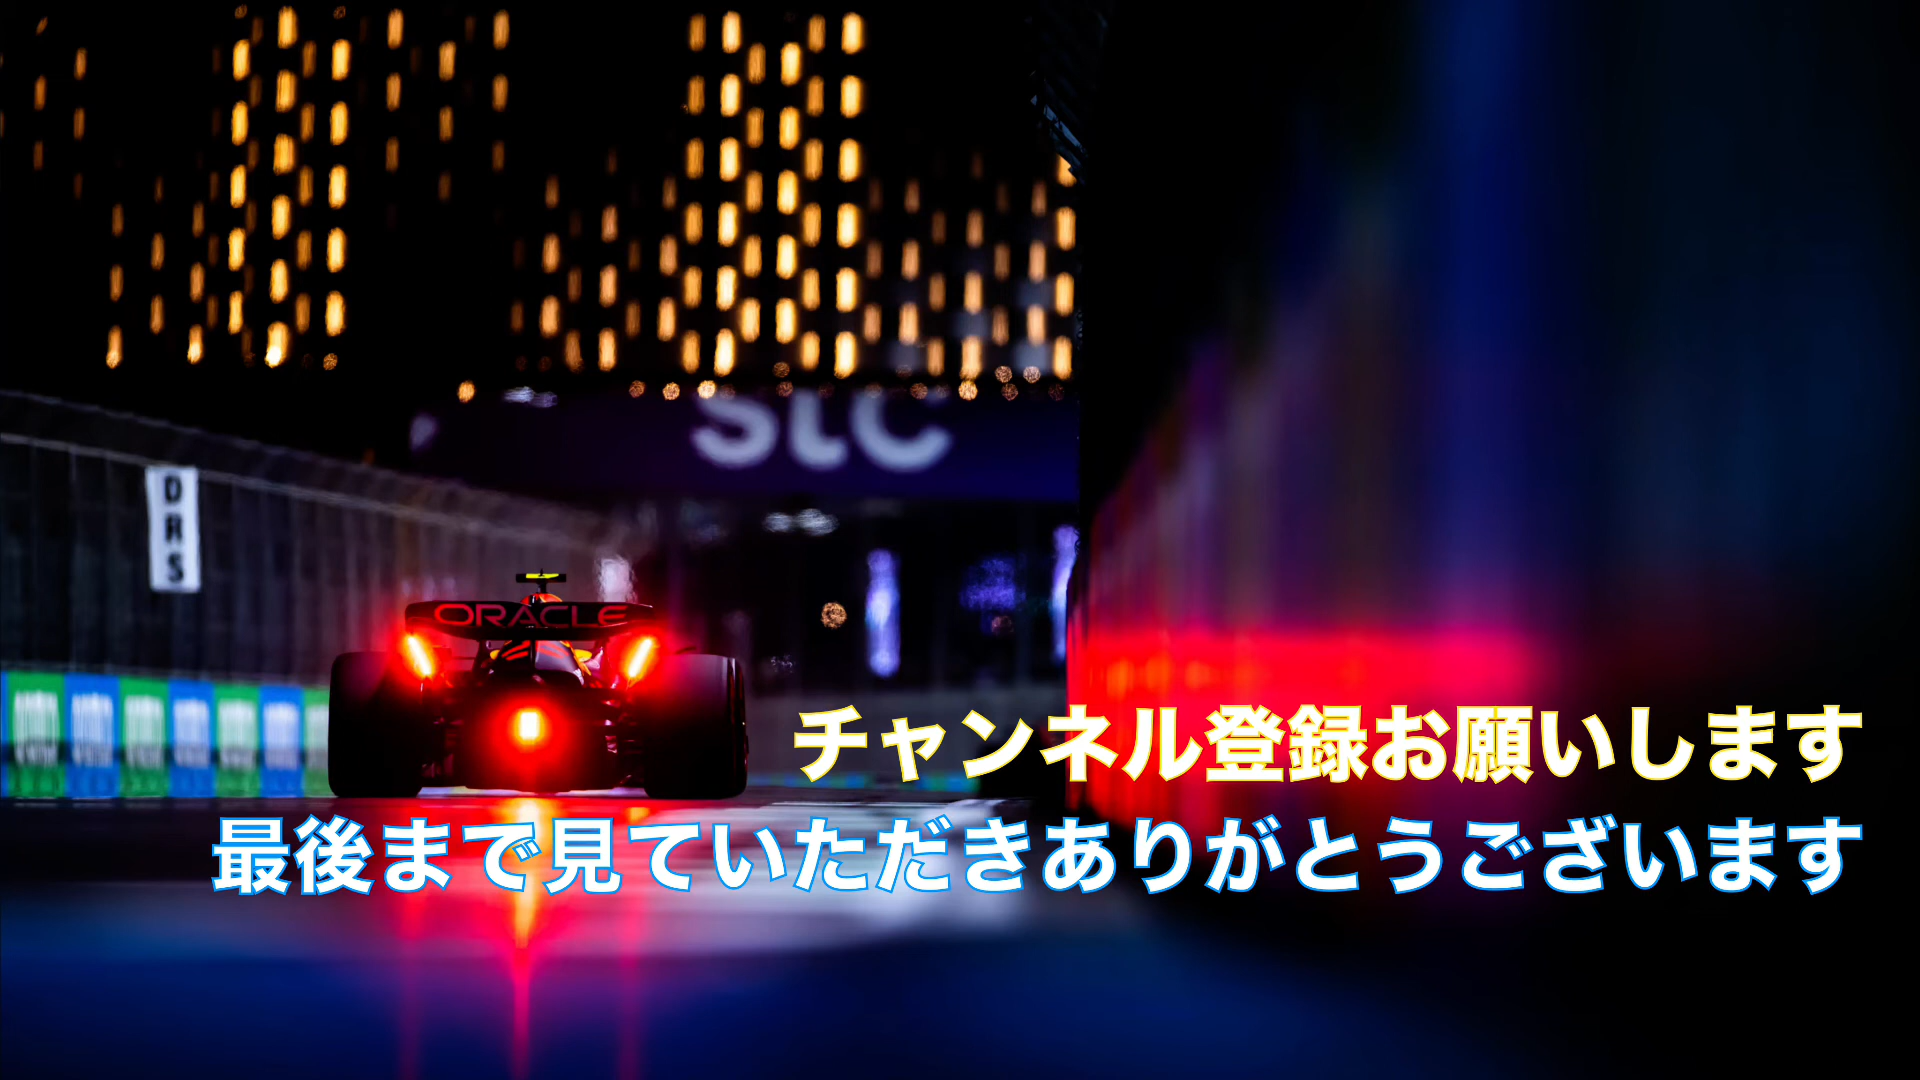 stc
DRS
ORACLE
チャンネル登録お願いします
最後まで見ていただきありがとうございます